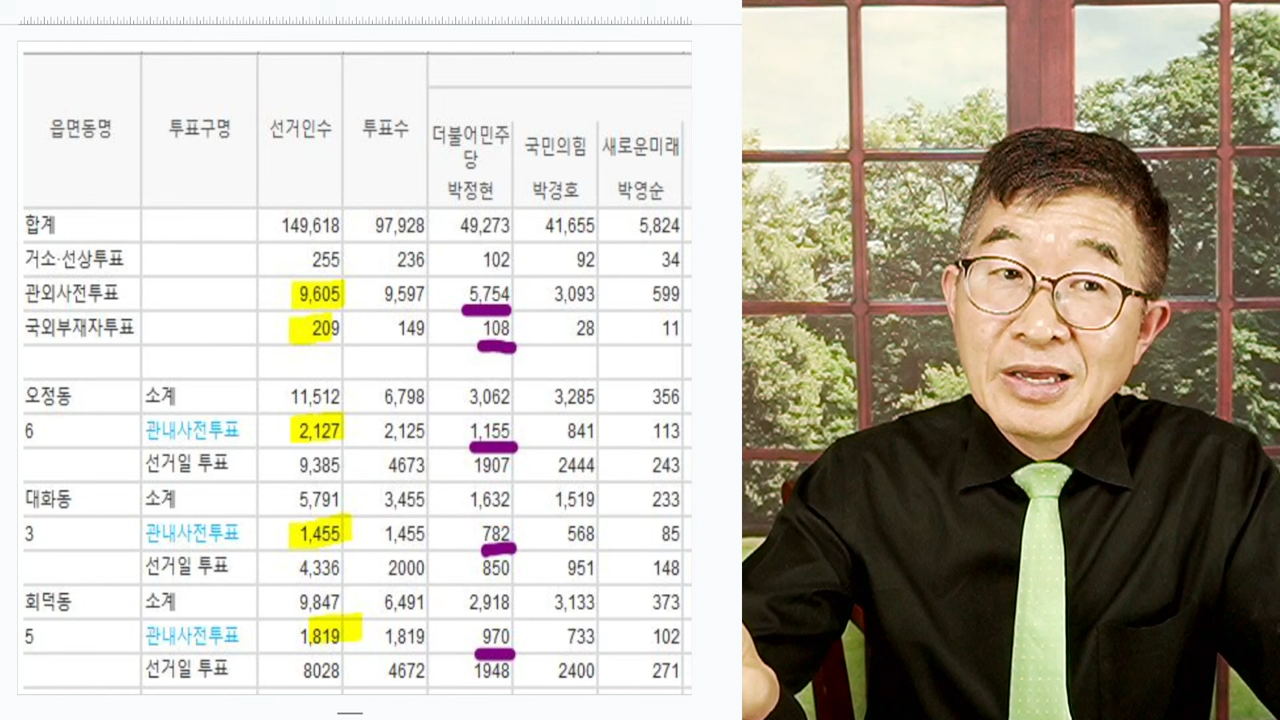 읍면동명 투표구명 선거인수 투표수 더불어민주당 박정현 국민의힘 박경호 새로운미래 박영순
합계 149,618 97,928 49,273 41,655 5,824
거소·선상투표 255 236 102 92 34
관외사전투표 9,605 9,597 5,754 3,093 599
국외부재자투표 209 149 108 28 11
오정동 소계 11,512 6,798 3,062 3,285 356
6 관내사전투표 2,127 2,125 1,155 841 113
선거일 투표 9,385 4673 1907 2444 243
대화동 소계 5,791 3,455 1,632 1,519 233
3 관내사전투표 1,455 1,455 782 568 85
선거일 투표 4,336 2000 850 951 148
회덕동 소계 9,847 6,491 2,918 3,133 373
5 관내사전투표 1,819 1,819 970 733 102
선거일 투표 8028 4672 1948 2400 271